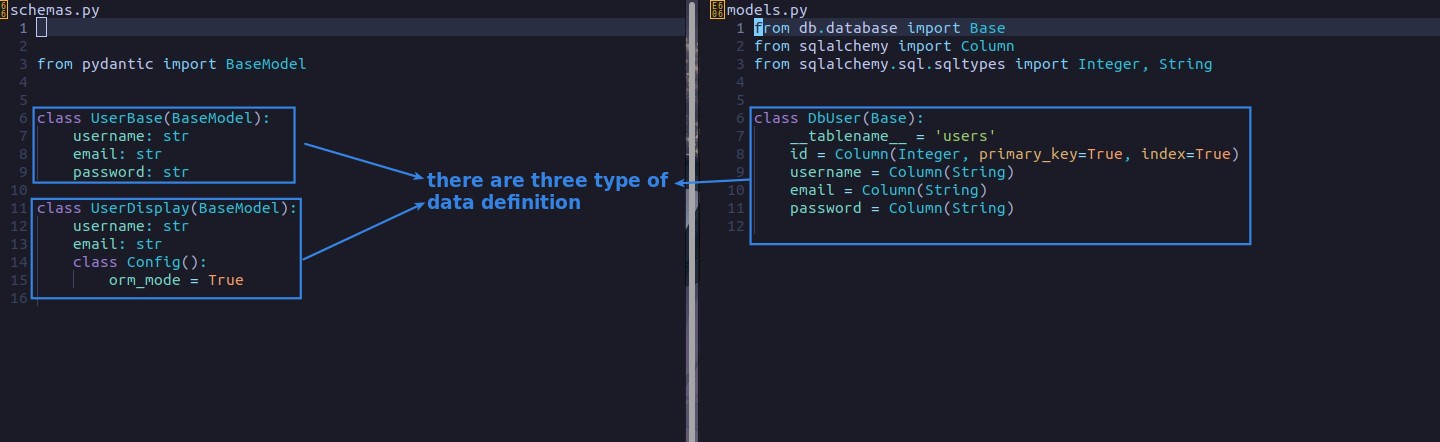 schemas.py
1
2
3 from pydantic import BaseModel
4
5
6 class UserBase(BaseModel):
7 username: str
8 email: str
9 password: str
10
11 class UserDisplay(BaseModel):
12 username: str
13 email: str
14 class Config():
15 orm_mode = True
16
there are three type of
data definition
models.py
1 from db.database import Base
2 from sqlalchemy import Column
3 from sqlalchemy.sql.sqltypes import Integer, String
4
5
6 class DbUser(Base):
7 __tablename__ = 'users'
8 id = Column(Integer, primary_key=True, index=True)
9 username = Column(String)
10 email = Column(String)
11 password = Column(String)
12